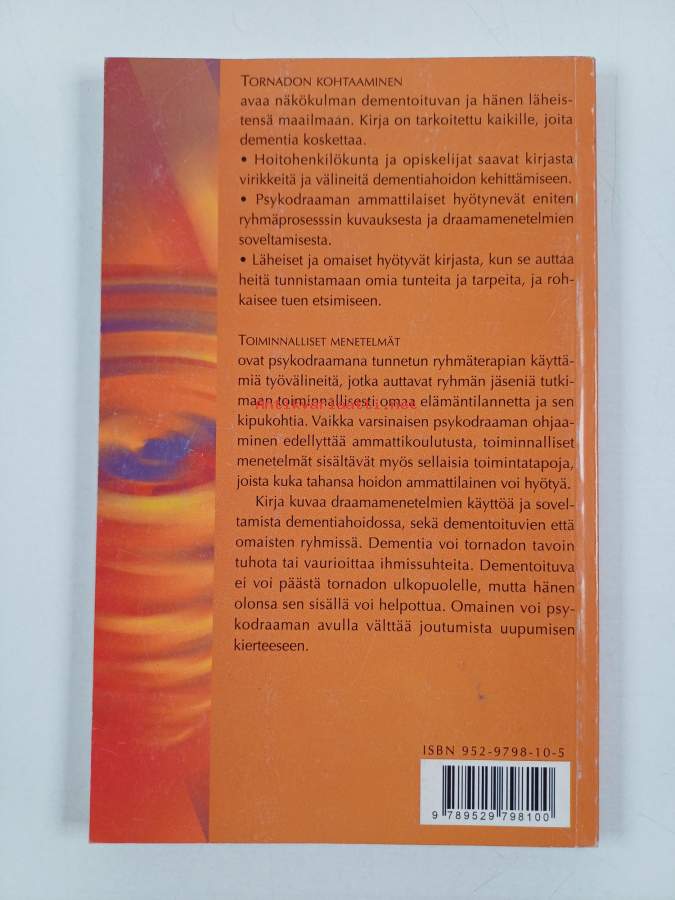 TORNADON KOHTAAMINEN
avaa näkökulman dementoituvan ja hänen läheis-
tensä maailmaan. Kirja on tarkoitettu kaikille, joita
dementia koskettaa.
• Hoitohenkilökunta ja opiskelijat saavat kirjasta
virikkeitä ja välineitä dementiahoidon kehittämiseen.
• Psykodraaman ammattilaiset hyötynevät eniten
ryhmäprosesssin kuvauksesta ja draamamenetelmien
soveltamisesta.
• Läheiset ja omaiset hyötyvät kirjasta, kun se auttaa
heitä tunnistamaan omia tunteita ja tarpeita, ja roh-
kaisee tuen etsimiseen.
TOIMINNALLISET MENETELMÄT
ovat psykodraamana tunnetun ryhmäterapian käyttä-
miä työvälineitä, jotka auttavat ryhmän jäseniä tutki-
maan toiminnallisesti omaa elämäntilannetta ja sen
Antikvariaatti.net
kipukohtia. Vaikka varsinaisen psykodraaman ohjaa-
minen edellyttää ammattikoulutusta, toiminnalliset
menetelmät sisältävät myös sellaisia toimintatapoja,
joista kuka tahansa hoidon ammattilainen voi hyötyä.
Kirja kuvaa draamamenetelmien käyttöä ja sovel-
tamista dementiahoidossa, sekä dementoituvien että
omaisten ryhmissä. Dementia voi tornadon tavoin
tuhota tai vaurioittaa ihmissuhteita. Dementoituva
ei voi päästä tornadon ulkopuolelle, mutta hänen
olonsa sen sisällä voi helpottua. Omainen voi psy-
kodraaman avulla välttää joutumista uupumisen
kierteeseen.
ISBN 952-9798-10-5
9 789529 798100